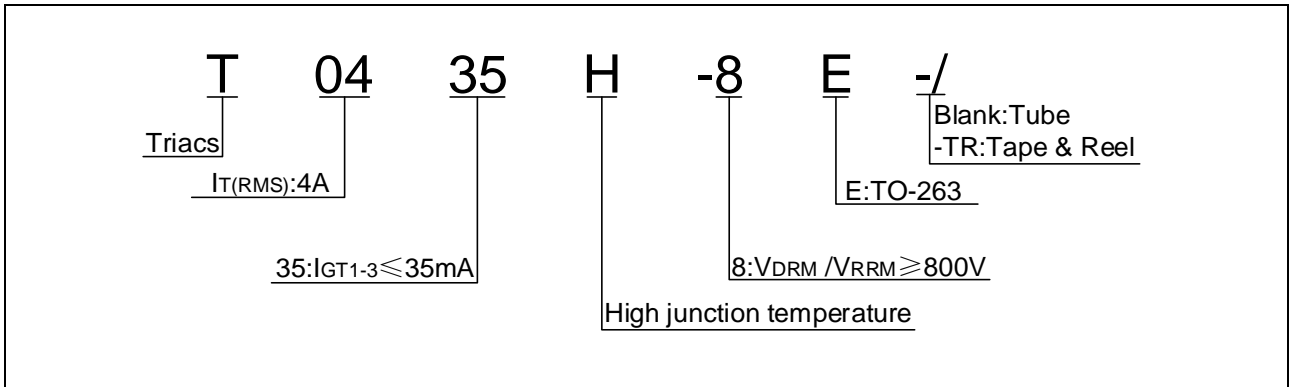 T 04 35 H -8 E -/
Blank:Tube
Triacs
-TR:Tape & Reel
IT(RMS):4A
E:TO-263
35:IGT1-3≤35mA
8:VDRM /VRRM≥800V
High junction temperature